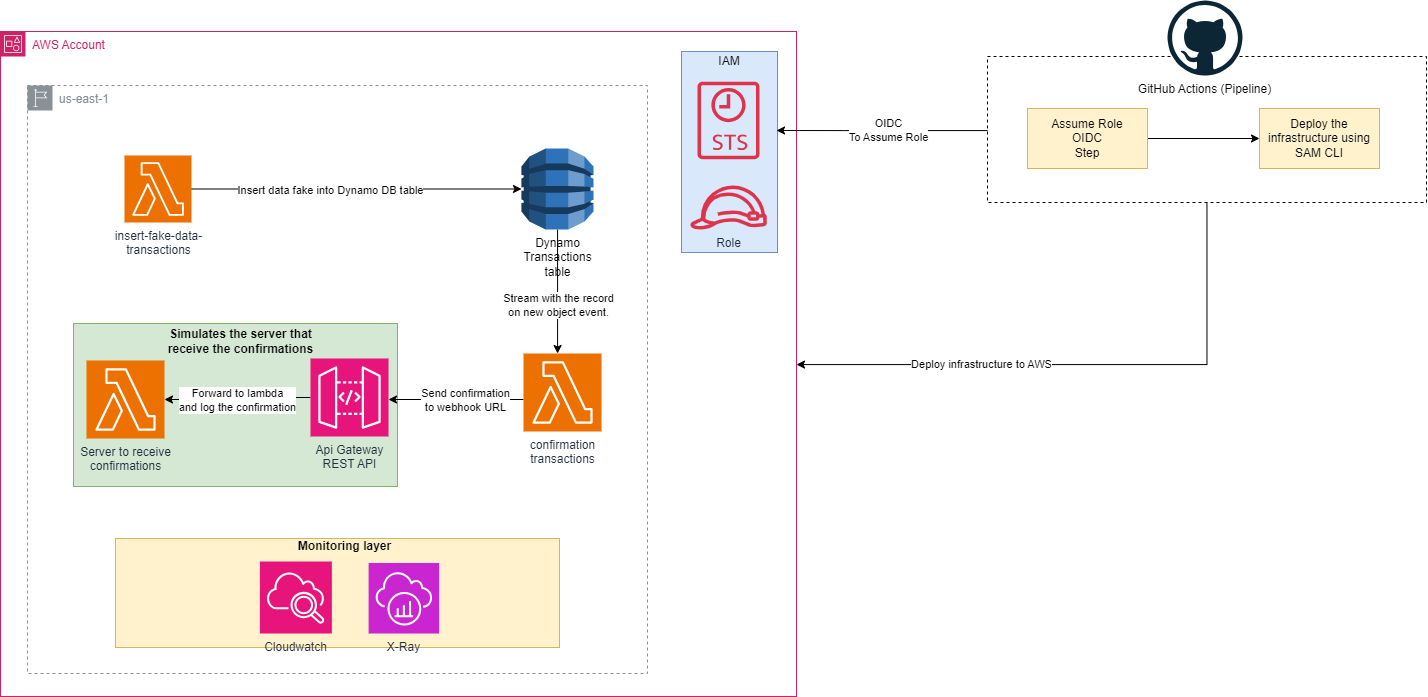 AWS Account
us-east-1
insert-fake-data-
transactions
Insert data fake into Dynamo DB table
Dynamo
Transactions
table
Stream with the record
on new object event.
Simulates the server that
receive the confirmations
Server to receive
confirmations
Forward to lambda
and log the confirmation
Api Gateway
REST API
Send confirmation
to webhook URL
confirmation
transactions
Monitoring layer
Cloudwatch
X-Ray
IAM
STS
Role
OIDC
To Assume Role
GitHub Actions (Pipeline)
Assume Role
OIDC
Step
Deploy the
infrastructure using
SAM CLI
Deploy infrastructure to AWS